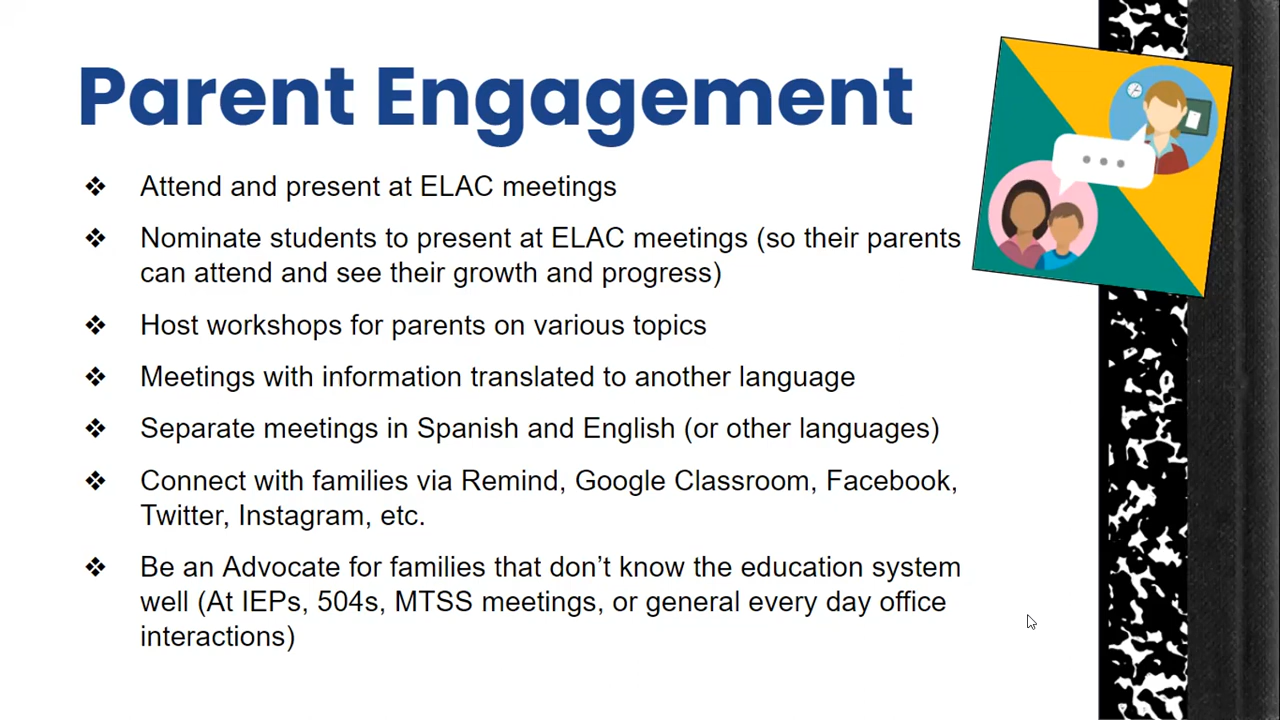 Parent Engagement
❖ Attend and present at ELAC meetings
❖ Nominate students to present at ELAC meetings (so their parents
can attend and see their growth and progress)
❖ Host workshops for parents on various topics
❖ Meetings with information translated to another language
❖ Separate meetings in Spanish and English (or other languages)
❖ Connect with families via Remind, Google Classroom, Facebook,
Twitter, Instagram, etc.
❖ Be an Advocate for families that don’t know the education system
well (At IEPs, 504s, MTSS meetings, or general every day office
interactions)